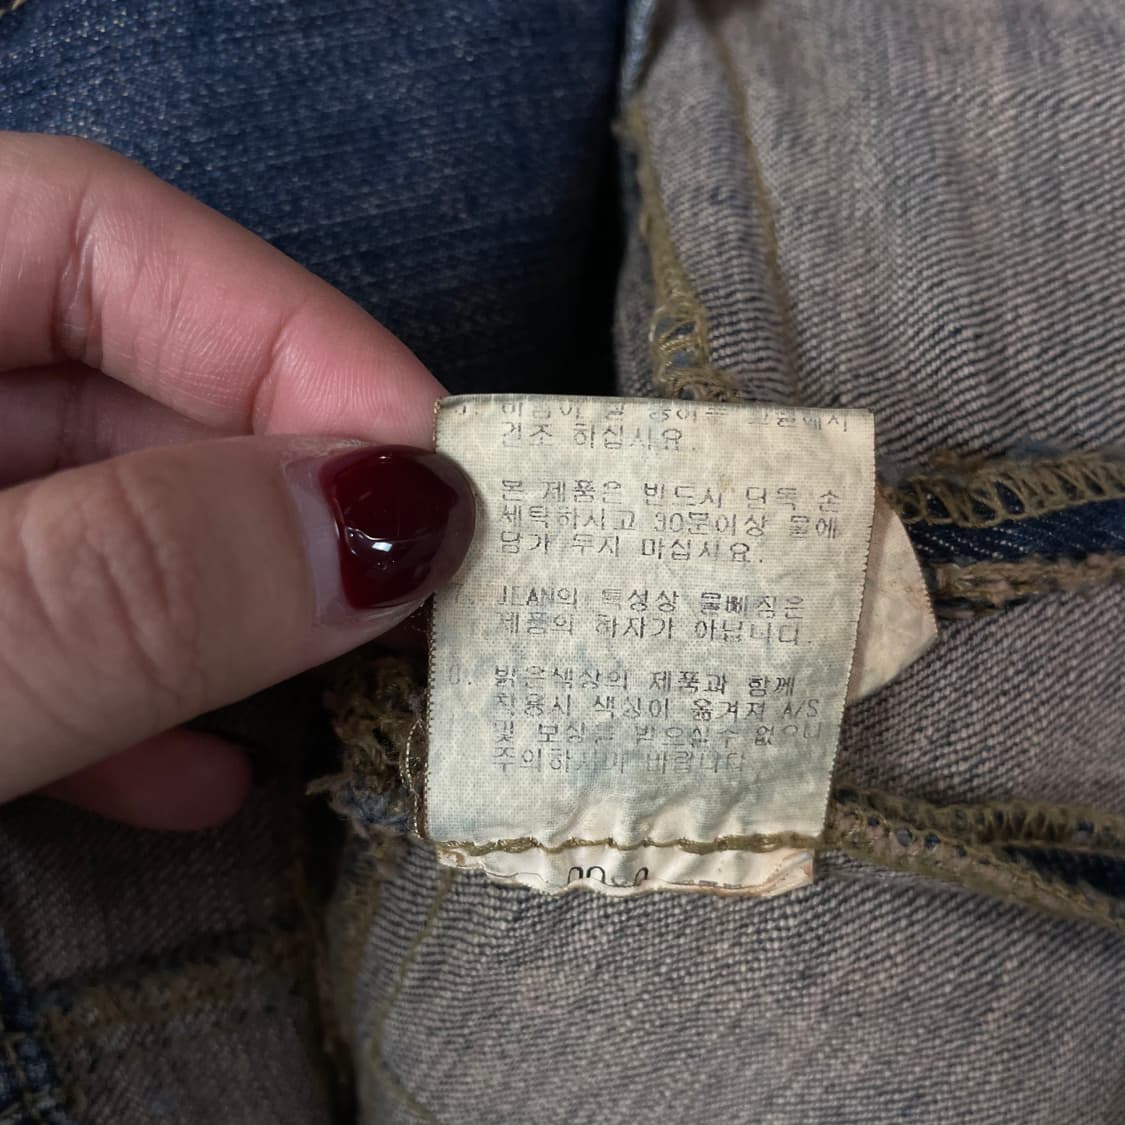 건조 하십시요.
본 제품은 반드시 단독 손
세탁하시고 30분이상 물에
담가 두지 마십시요.
JEAN의 특성상 물빠짐은
제품의 하자가 아닙니다.
밝은색상의 제품과 함께
착용시 색상이 옮겨져 A/S
및 보상을 받으실수 없으니
주의하시기 바랍니다